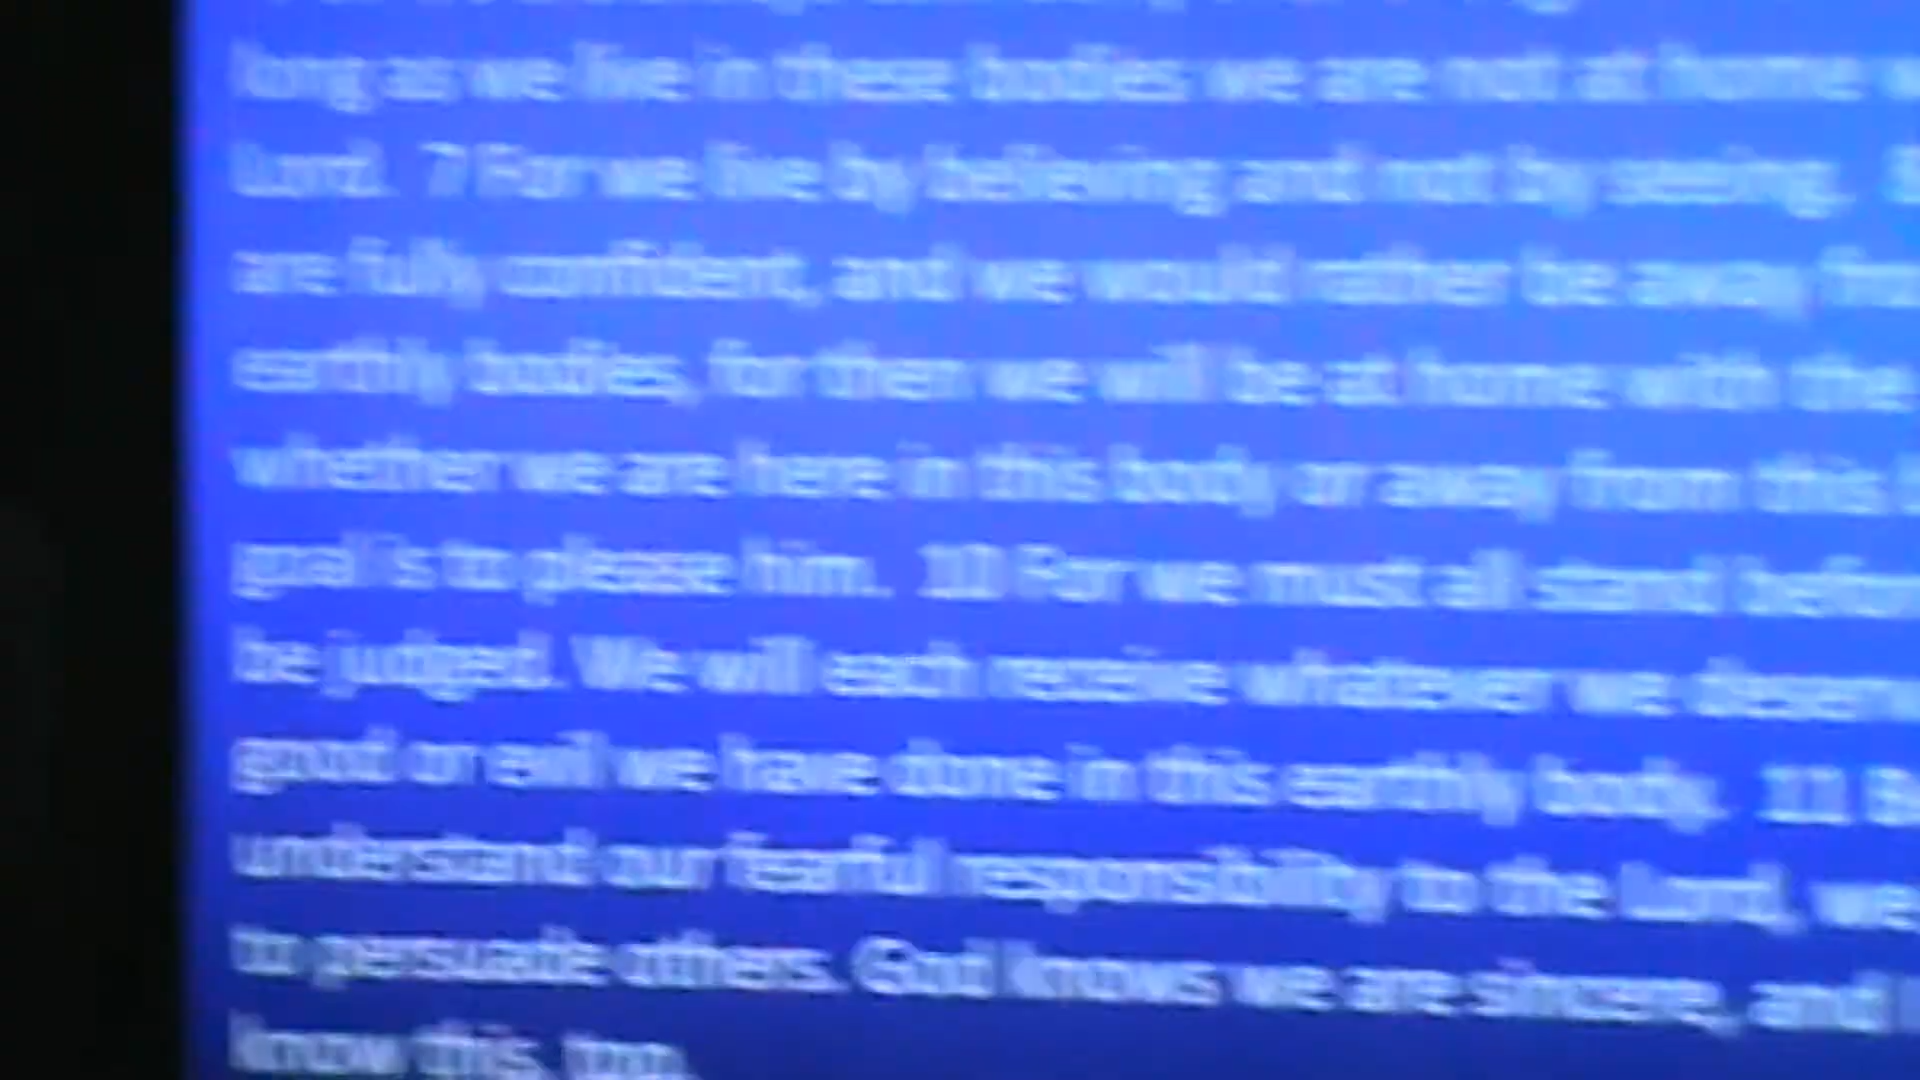 long as we live in these bodies we are not at home
Lord. 7 For we live by believing and not by seeing.
are fully confident, and we would rather be away
earthly bodies, for then we will be at home with the
whether we are here in this body or away from this
goal is to please him. 10 For we must all stand
be judged. We will each receive whatever we
good or evil we have done in this earthly body. 11
understand our fearful responsibility to the Lord, we
to persuade others. God knows we are sincere, and
know this, too.